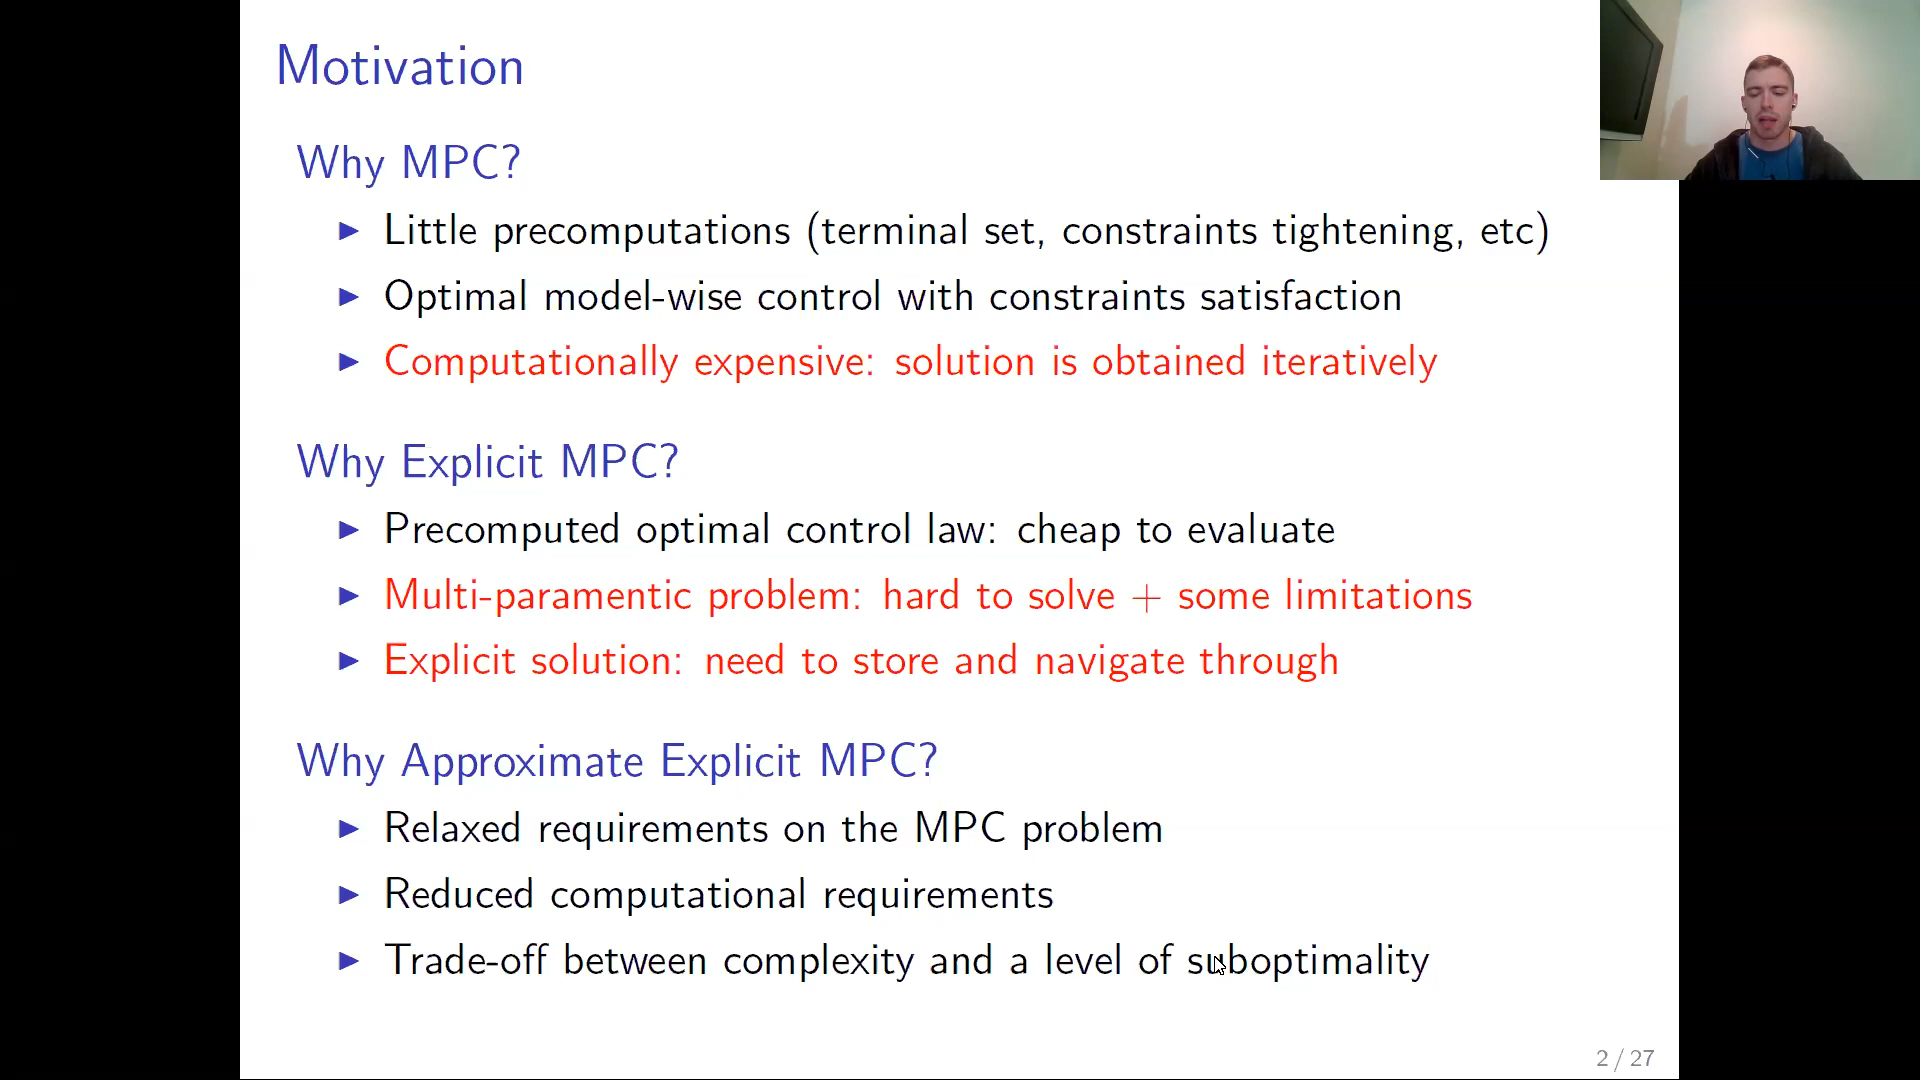 Motivation
Why MPC?
Little precomputations (terminal set, constraints tightening, etc)
Optimal model-wise control with constraints satisfaction
Computationally expensive: solution is obtained iteratively
Why Explicit MPC?
Precomputed optimal control law: cheap to evaluate
Multi-paramentic problem: hard to solve + some limitations
Explicit solution: need to store and navigate through
Why Approximate Explicit MPC?
Relaxed requirements on the MPC problem
Reduced computational requirements
Trade-off between complexity and a level of suboptimality
2 / 27